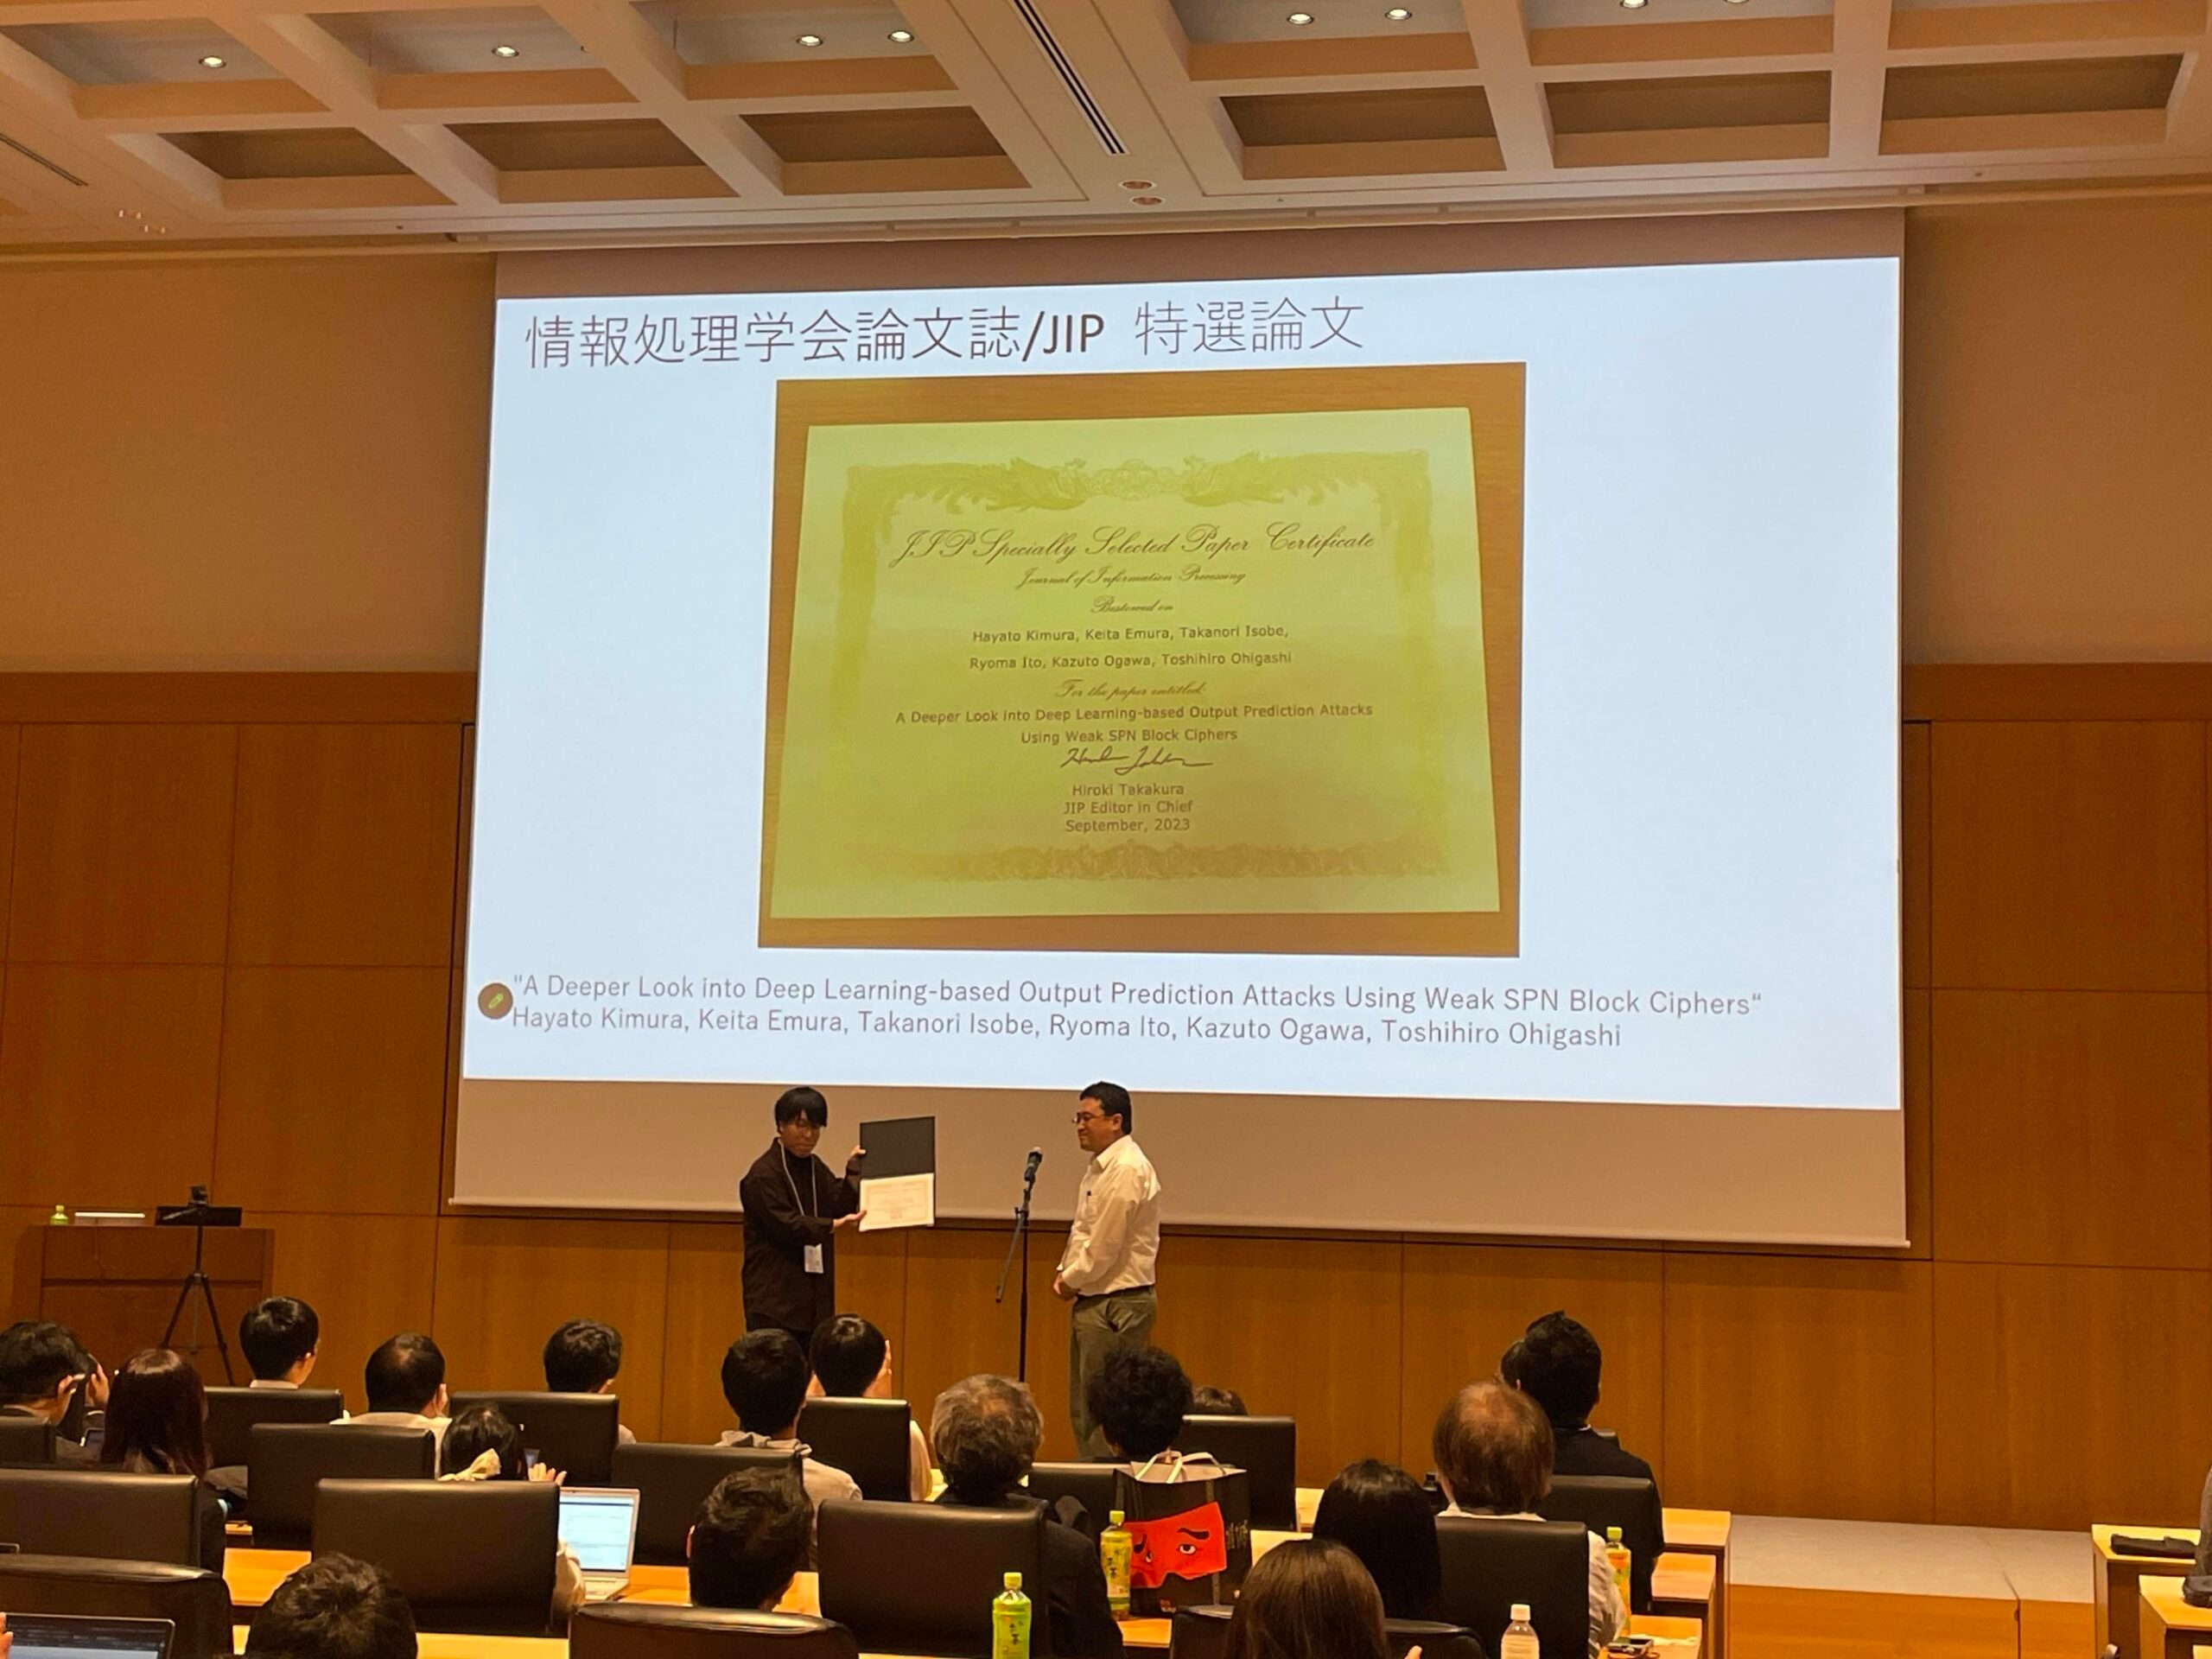 情報処理学会論文誌/JIP 特選論文
JIP Specially Selected Paper Certificate
Journal of Information Processing
Bestowed on
Hayato Kimura, Keita Emura, Takanori Isobe,
Ryoma Ito, Kazuto Ogawa, Toshihiro Ohigashi
For the paper entitled:
A Deeper Look into Deep Learning-based Output Prediction Attacks
Using Weak SPN Block Ciphers
Hiroki Takakura
JIP Editor in Chief
September, 2023
"A Deeper Look into Deep Learning-based Output Prediction Attacks Using Weak SPN Block Ciphers“
Hayato Kimura, Keita Emura, Takanori Isobe, Ryoma Ito, Kazuto Ogawa, Toshihiro Ohigashi